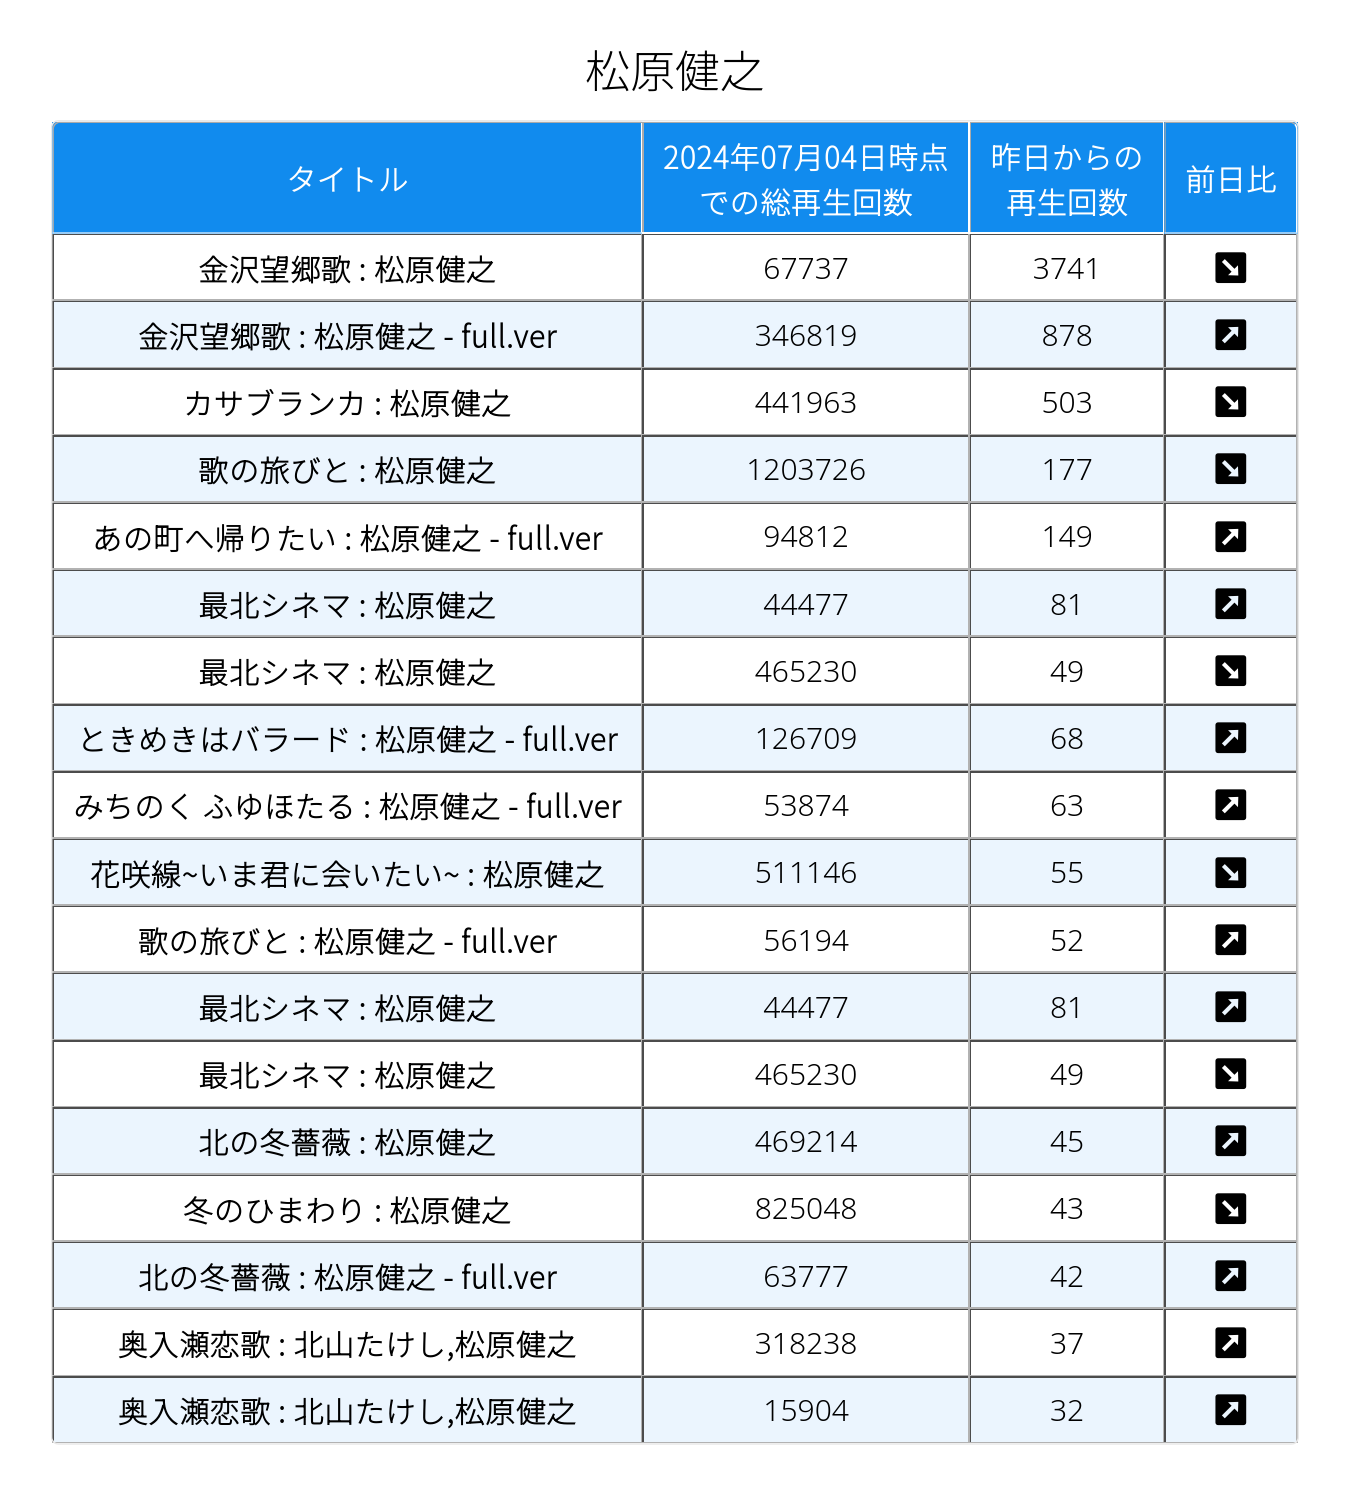 松原健之
タイトル 2024年07月04日時点での総再生回数 昨日からの再生回数 前日比
金沢望郷歌 : 松原健之 67737 3741
金沢望郷歌 : 松原健之 - full.ver 346819 878
カサブランカ : 松原健之 441963 503
歌の旅びと : 松原健之 1203726 177
あの町へ帰りたい : 松原健之 - full.ver 94812 149
最北シネマ : 松原健之 44477 81
最北シネマ : 松原健之 465230 49
ときめきはバラード : 松原健之 - full.ver 126709 68
みちのく ふゆほたる : 松原健之 - full.ver 53874 63
花咲線~いま君に会いたい~ : 松原健之 511146 55
歌の旅びと : 松原健之 - full.ver 56194 52
最北シネマ : 松原健之 44477 81
最北シネマ : 松原健之 465230 49
北の冬薔薇 : 松原健之 469214 45
冬のひまわり : 松原健之 825048 43
北の冬薔薇 : 松原健之 - full.ver 63777 42
奥入瀬恋歌 : 北山たけし,松原健之 318238 37
奥入瀬恋歌 : 北山たけし,松原健之 15904 32